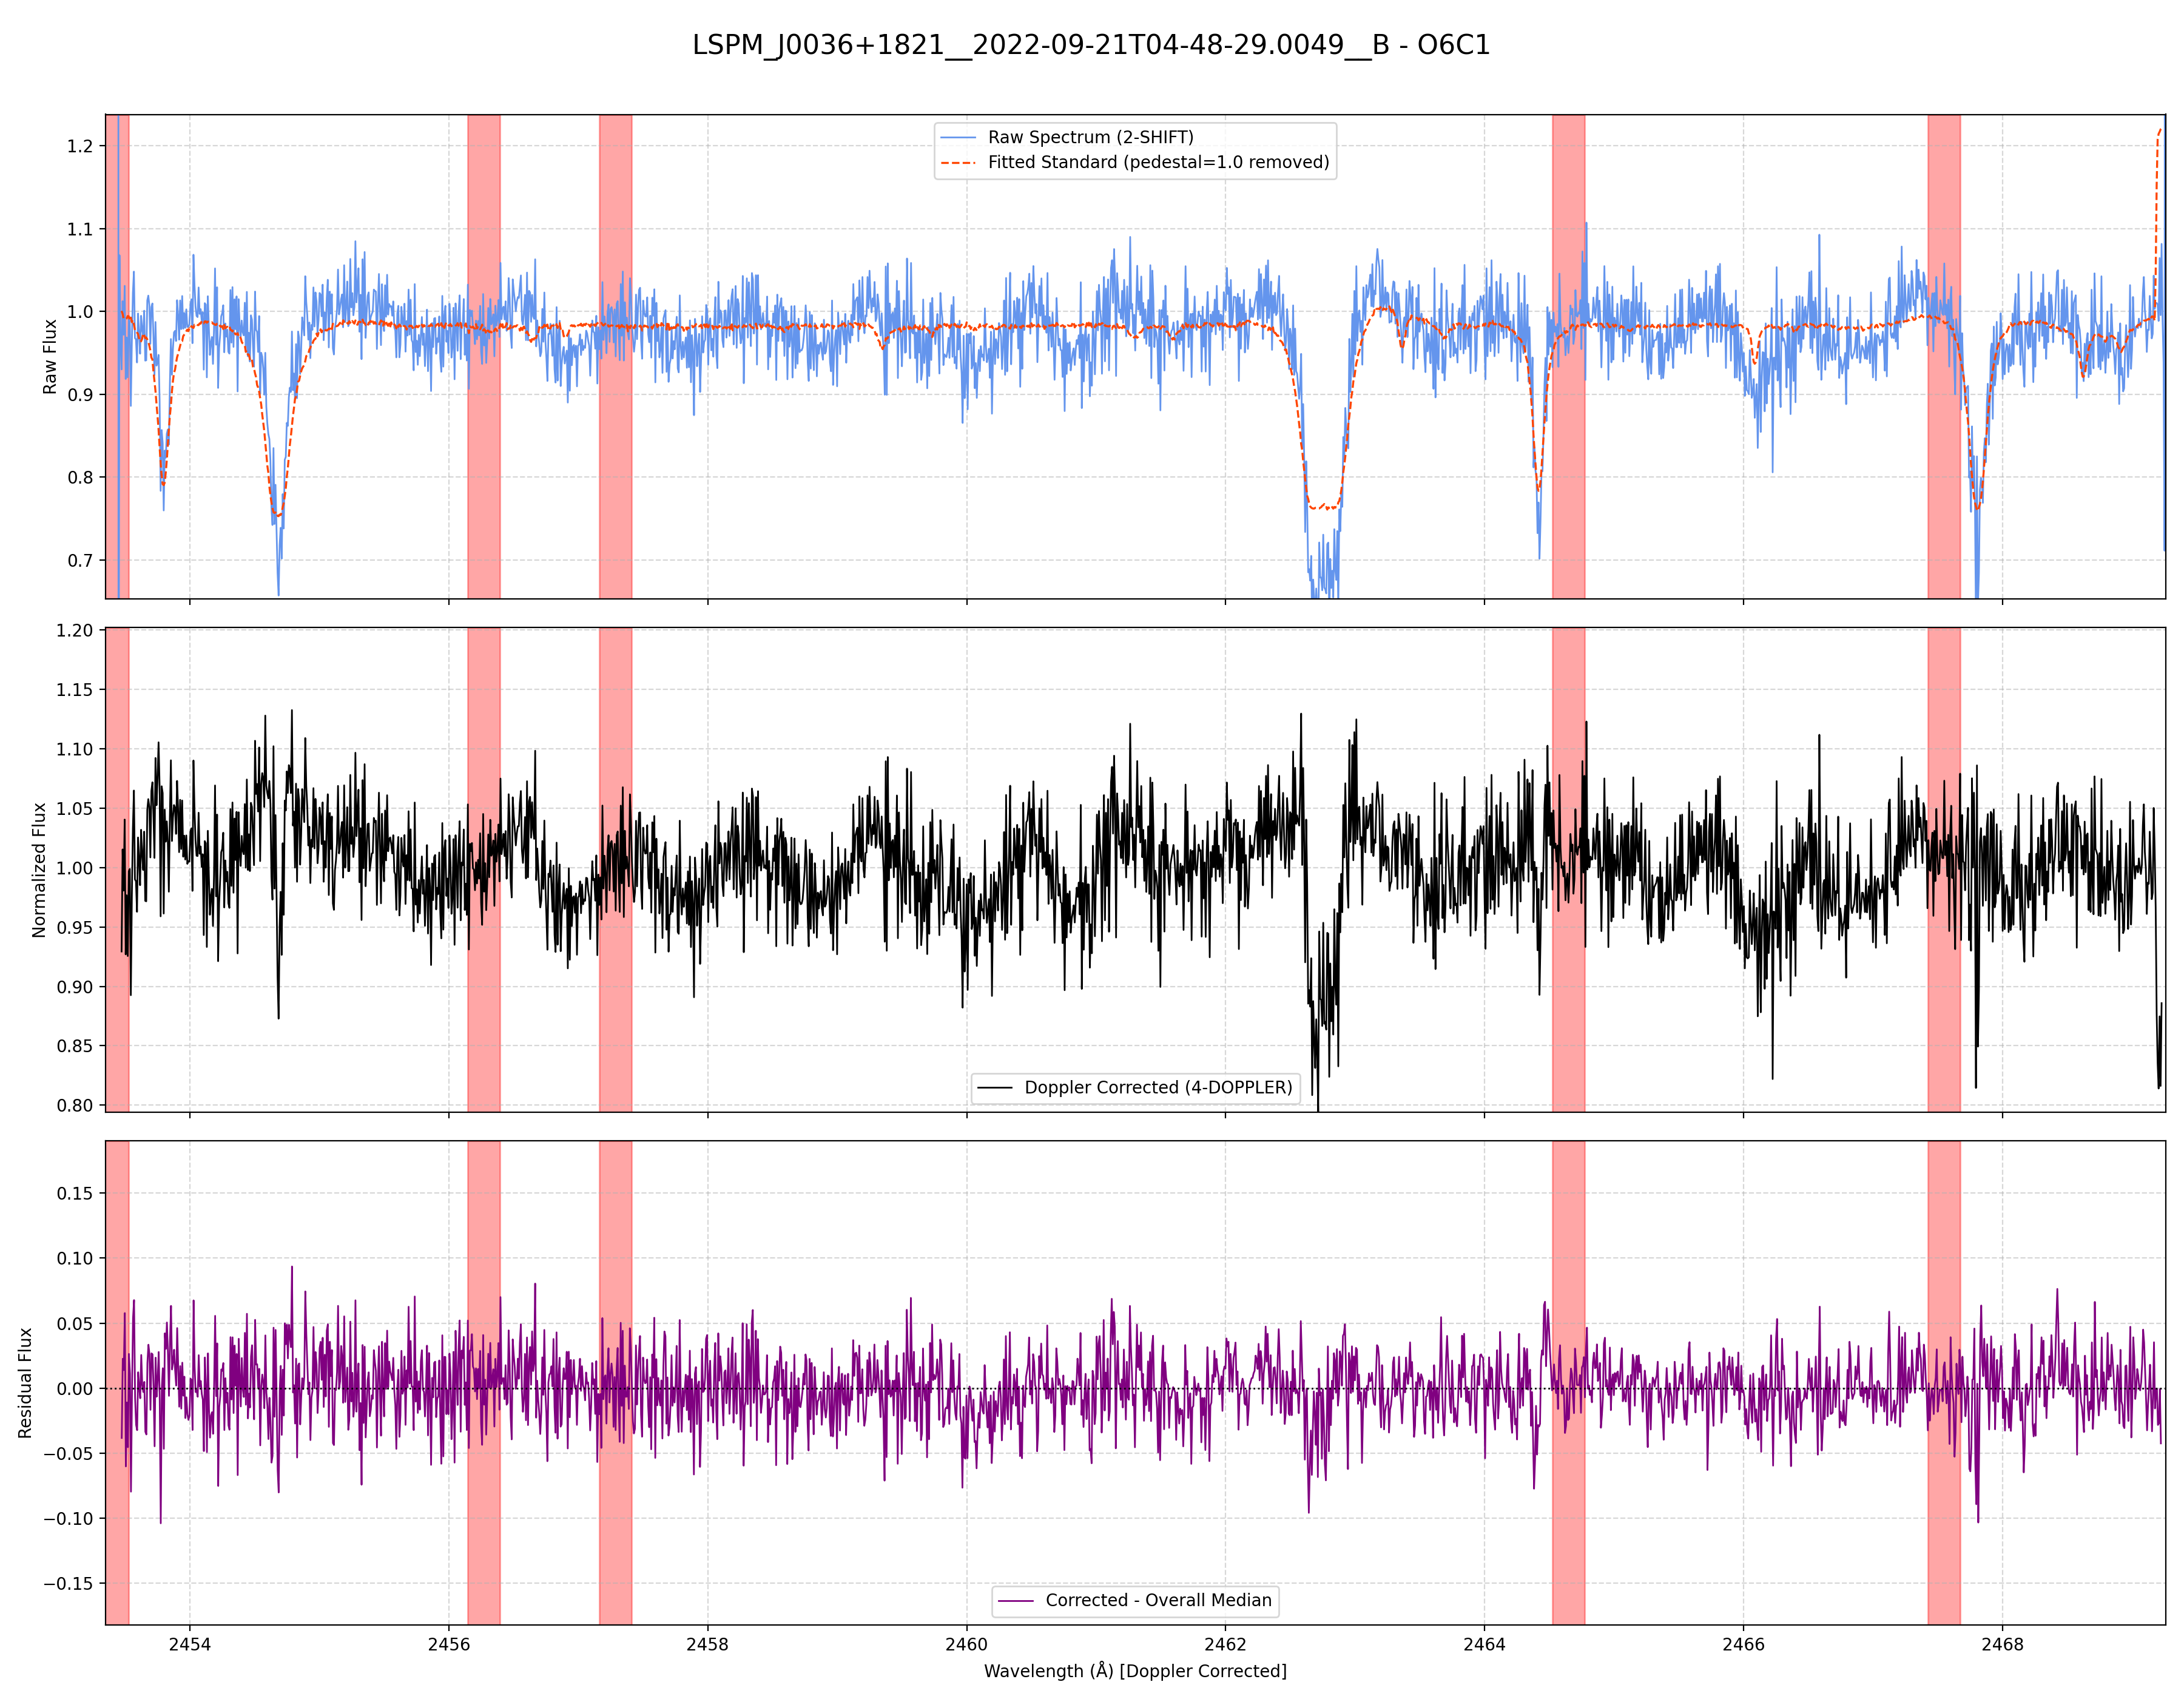 LSPM_J0036+1821__2022-09-21T04-48-29.0049__B - O6C1
Raw Spectrum (2-SHIFT)
Fitted Standard (pedestal=1.0 removed)
1.2
1.1
1.0
0.9
0.8
0.7
Raw Flux
1.20
1.15
1.10
1.05
1.00
0.95
0.90
0.85
0.80
Normalized Flux
Doppler Corrected (4-DOPPLER)
0.15
0.10
0.05
0.00
−0.05
−0.10
−0.15
Residual Flux
Corrected - Overall Median
2454 2456 2458 2460 2462 2464 2466 2468
Wavelength (Å) [Doppler Corrected]